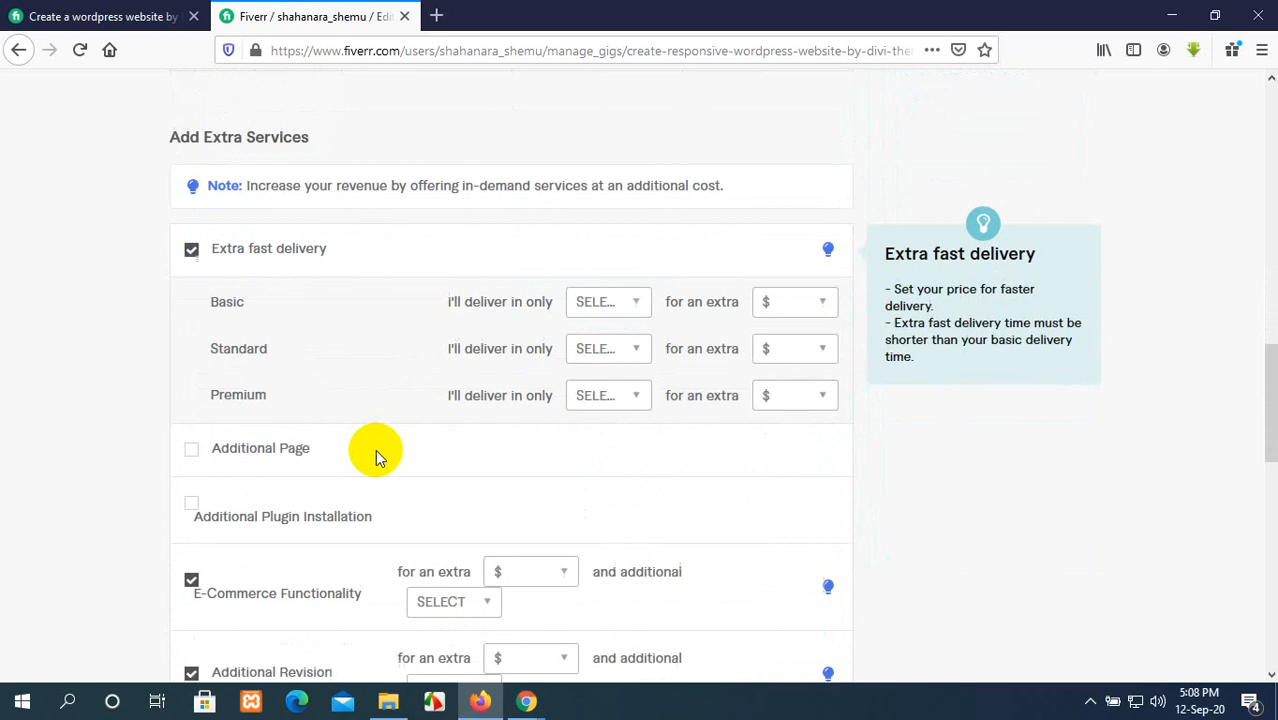 Create a wordpress website by
Fiverr / shahanara_shemu / Edi
https://www.fiverr.com/users/shahanara_shemu/manage_gigs/create-responsive-wordpress-website-by-divi-the
Add Extra Services
Note: Increase your revenue by offering in-demand services at an additional cost.
Extra fast delivery
Basic I'll deliver in only SELE... for an extra $
Standard I'll deliver in only SELE... for an extra $
Premium I'll deliver in only SELE... for an extra $
Extra fast delivery
- Set your price for faster
delivery.
- Extra fast delivery time must be
shorter than your basic delivery
time.
Additional Page
Additional Plugin Installation
for an extra $ and additional
E-Commerce Functionality
SELECT
for an extra $ and additional
Additional Revision
5:08 PM
12-Sep-20
4